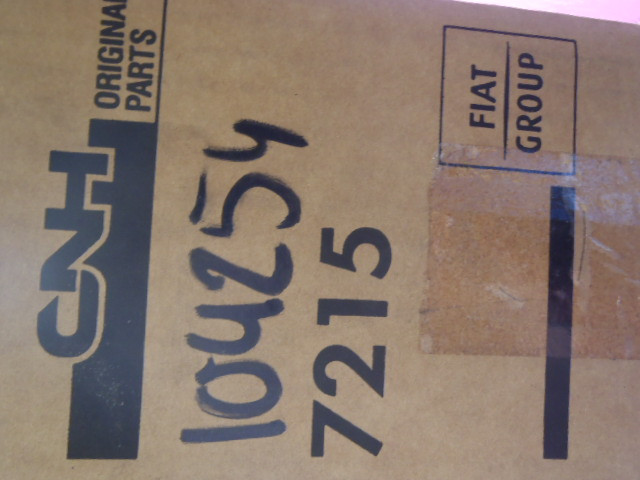 CNH
ORIGINAL
PARTS
104254
7215
FIAT
GROUP